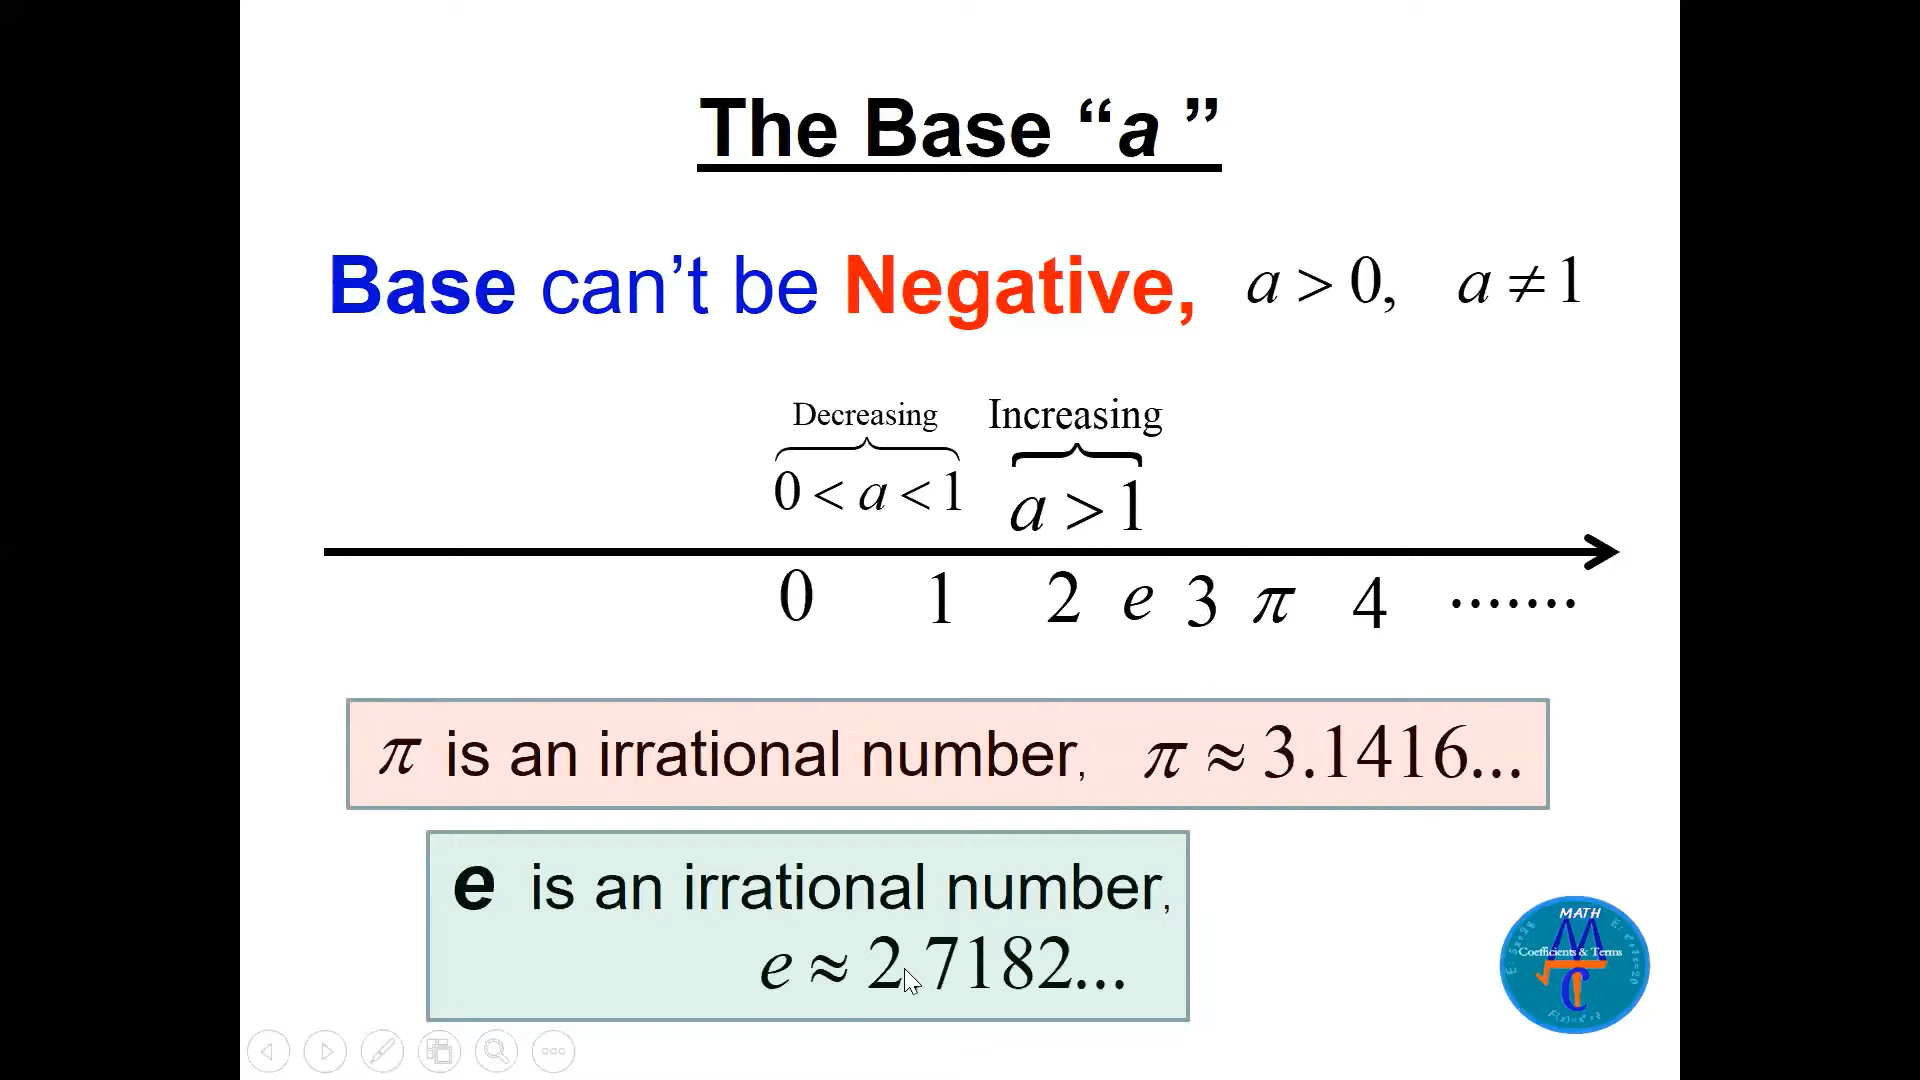 The Base “a ”
Base can’t be Negative, a > 0, a ≠ 1
Decreasing Increasing
0 < a < 1 a > 1
0 1 2 e 3 π 4 .......
π is an irrational number, π ≈ 3.1416...
e is an irrational number,
e ≈ 2.7182...
MATH
M
Coefficients & Terms
C